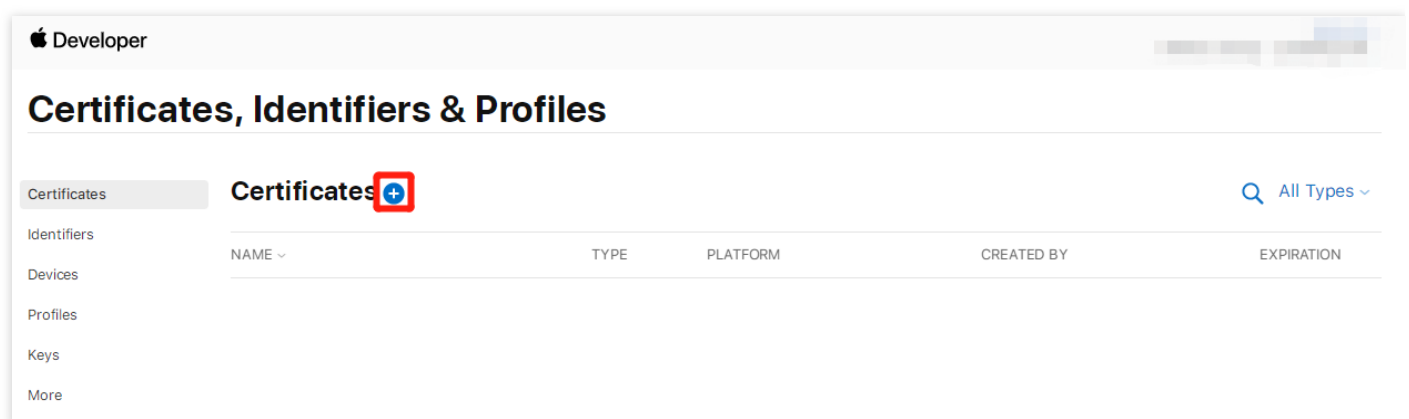 Developer
Certificates, Identifiers & Profiles
Certificates
Identifiers
Devices
Profiles
Keys
More
Certificates
All Types
NAME TYPE PLATFORM CREATED BY EXPIRATION